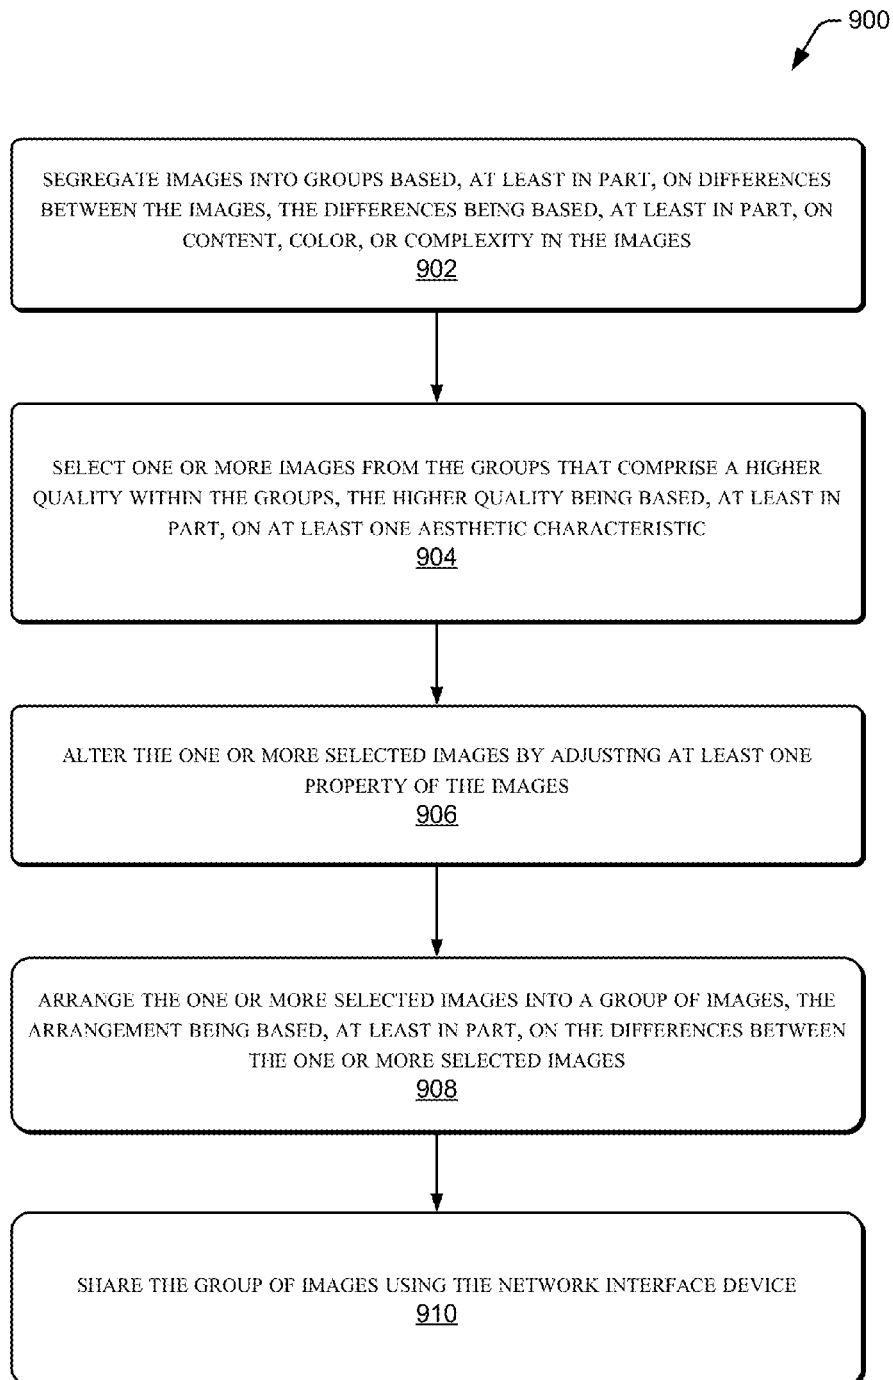 900
SEGREGATE IMAGES INTO GROUPS BASED, AT LEAST IN PART, ON DIFFERENCES
BETWEEN THE IMAGES, THE DIFFERENCES BEING BASED, AT LEAST IN PART, ON
CONTENT, COLOR, OR COMPLEXITY IN THE IMAGES
902
SELECT ONE OR MORE IMAGES FROM THE GROUPS THAT COMPRISE A HIGHER
QUALITY WITHIN THE GROUPS, THE HIGHER QUALITY BEING BASED, AT LEAST IN
PART, ON AT LEAST ONE AESTHETIC CHARACTERISTIC
904
ALTER THE ONE OR MORE SELECTED IMAGES BY ADJUSTING AT LEAST ONE
PROPERTY OF THE IMAGES
906
ARRANGE THE ONE OR MORE SELECTED IMAGES INTO A GROUP OF IMAGES, THE
ARRANGEMENT BEING BASED, AT LEAST IN PART, ON THE DIFFERENCES BETWEEN
THE ONE OR MORE SELECTED IMAGES
908
SHARE THE GROUP OF IMAGES USING THE NETWORK INTERFACE DEVICE
910